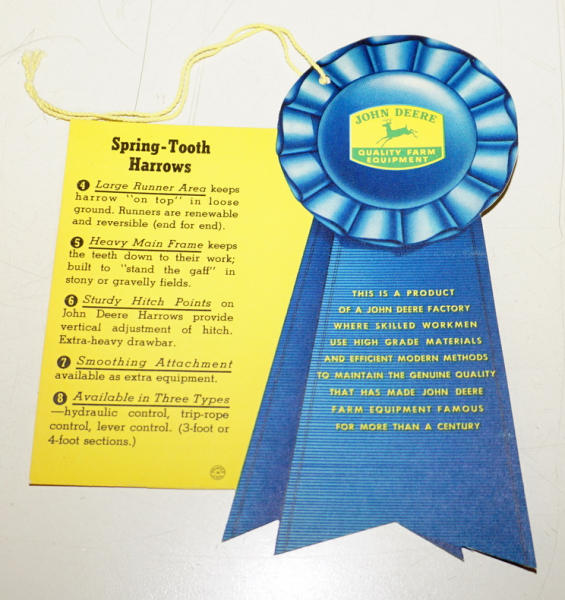 Spring-Tooth
Harrows
4 Large Runner Area keeps
harrow "on top" in loose
ground. Runners are renewable
and reversible (end for end).
5 Heavy Main Frame keeps
the teeth down to their work;
built to "stand the gaff" in
stony or gravelly fields.
6 Sturdy Hitch Points on
John Deere Harrows provide
vertical adjustment of hitch.
Extra-heavy drawbar.
7 Smoothing Attachment
available as extra equipment.
8 Available in Three Types
—hydraulic control, trip-rope
control, lever control. (3-foot or
4-foot sections.)
JOHN DEERE
QUALITY FARM
EQUIPMENT
THIS IS A PRODUCT
OF A JOHN DEERE FACTORY
WHERE SKILLED WORKMEN
USE HIGH GRADE MATERIALS
AND EFFICIENT MODERN METHODS
TO MAINTAIN THE GENUINE QUALITY
THAT HAS MADE JOHN DEERE
FARM EQUIPMENT FAMOUS
FOR MORE THAN A CENTURY